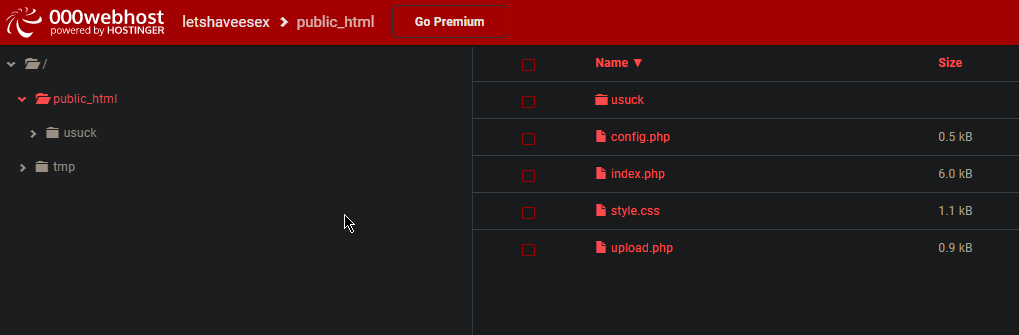 000webhost
powered by HOSTINGER
letshaveesex > public_html
Go Premium
/
public_html
usuck
tmp
Name ▼ Size
usuck
config.php 0.5 kB
index.php 6.0 kB
style.css 1.1 kB
upload.php 0.9 kB